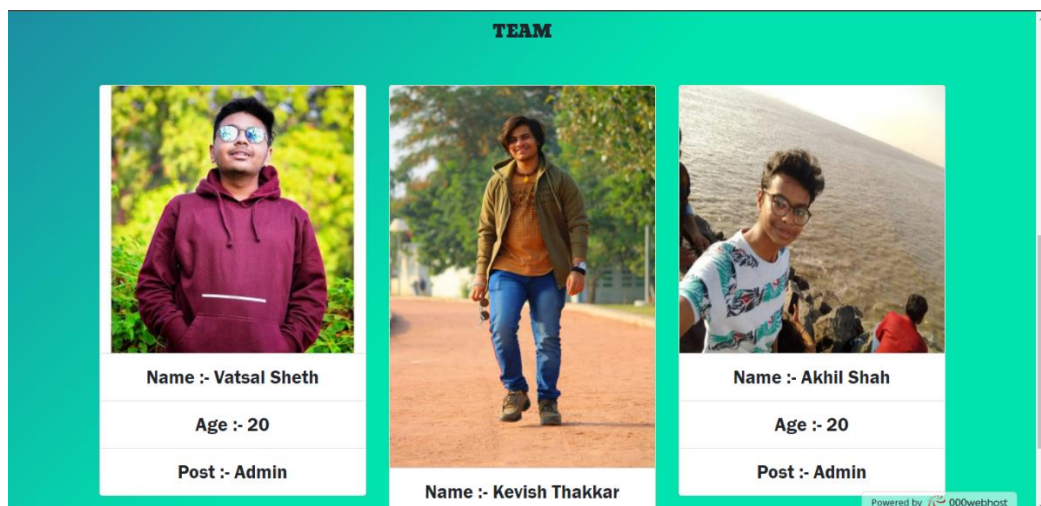 TEAM
Name :- Vatsal Sheth
Age :- 20
Post :- Admin
Name :- Kevish Thakkar
Name :- Akhil Shah
Age :- 20
Post :- Admin
Powered by 000webhost